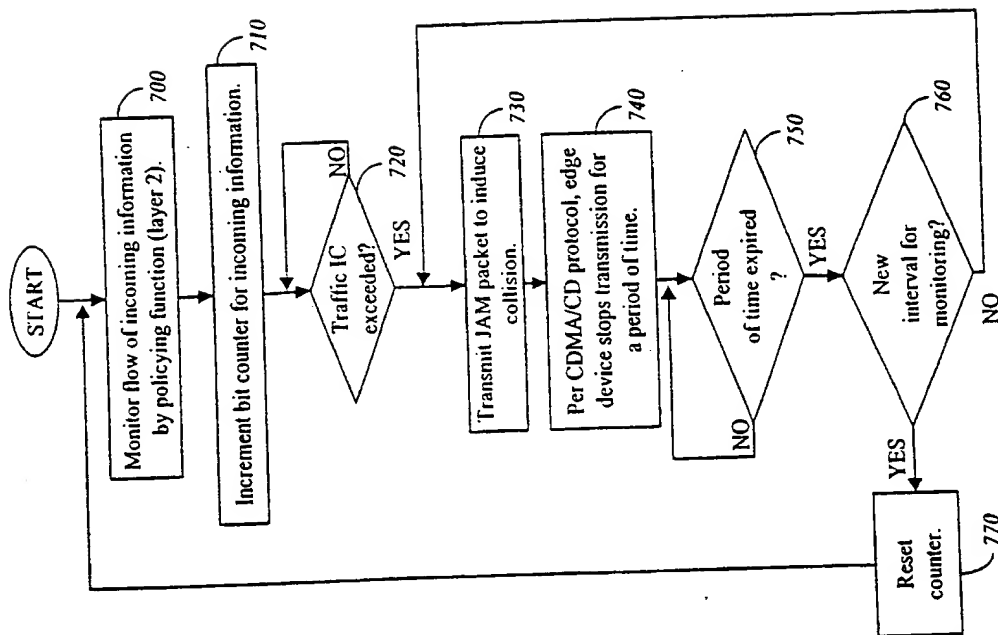 START
700
Monitor flow of incoming information
by policying function (layer 2).
710
Increment bit counter for incoming information.
NO
720
Traffic IC
exceeded?
YES
730
Transmit JAM packet to induce
collision.
740
Per CDMA/CD protocol, edge
device stops transmission for
a period of time.
750
Period
of time expired
?
NO
YES
760
New
interval for
monitoring?
NO
YES
Reset
counter.
770